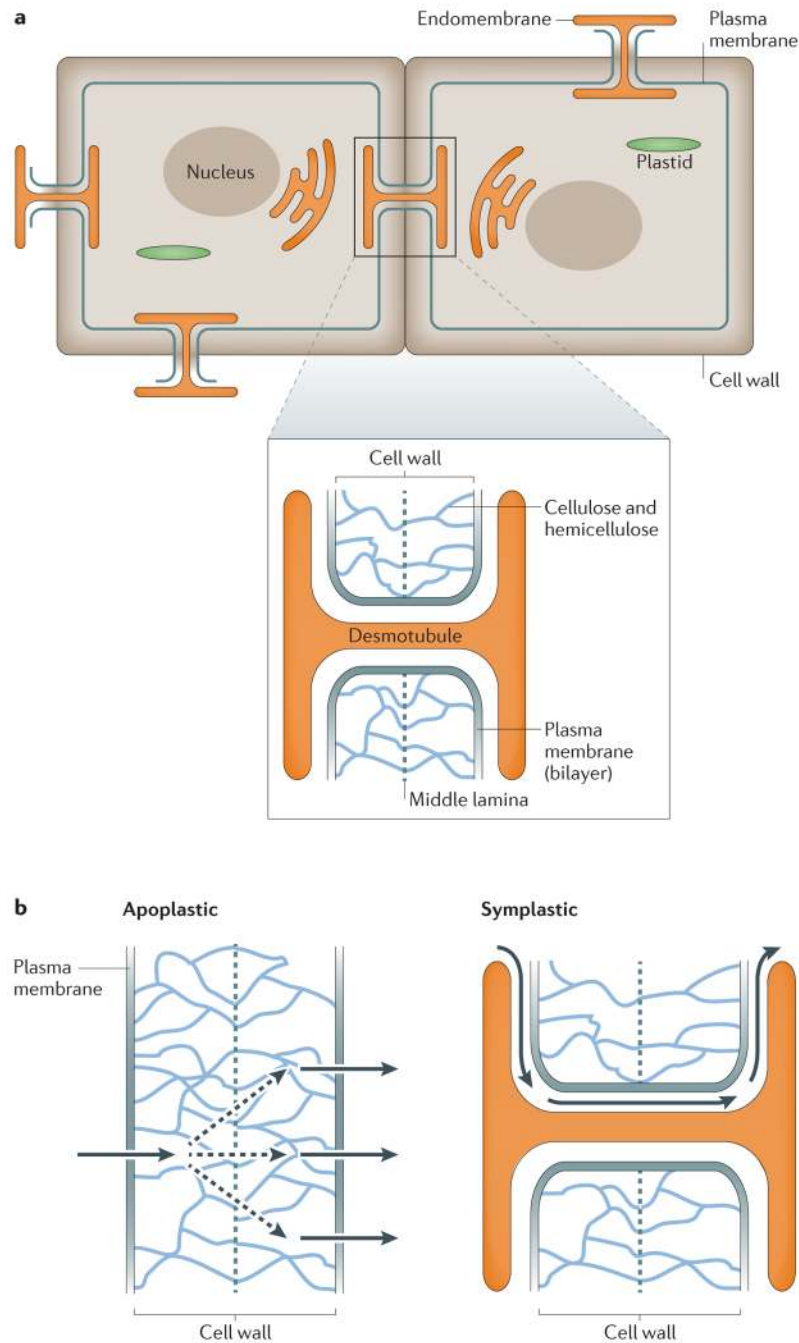 a
Endomembrane
Plasma
membrane
Nucleus
Plastid
Cell wall
Cell wall
Cellulose and
hemicellulose
Desmotubule
Plasma
membrane
(bilayer)
Middle lamina
b
Apoplastic
Symplastic
Plasma
membrane
Cell wall
Cell wall